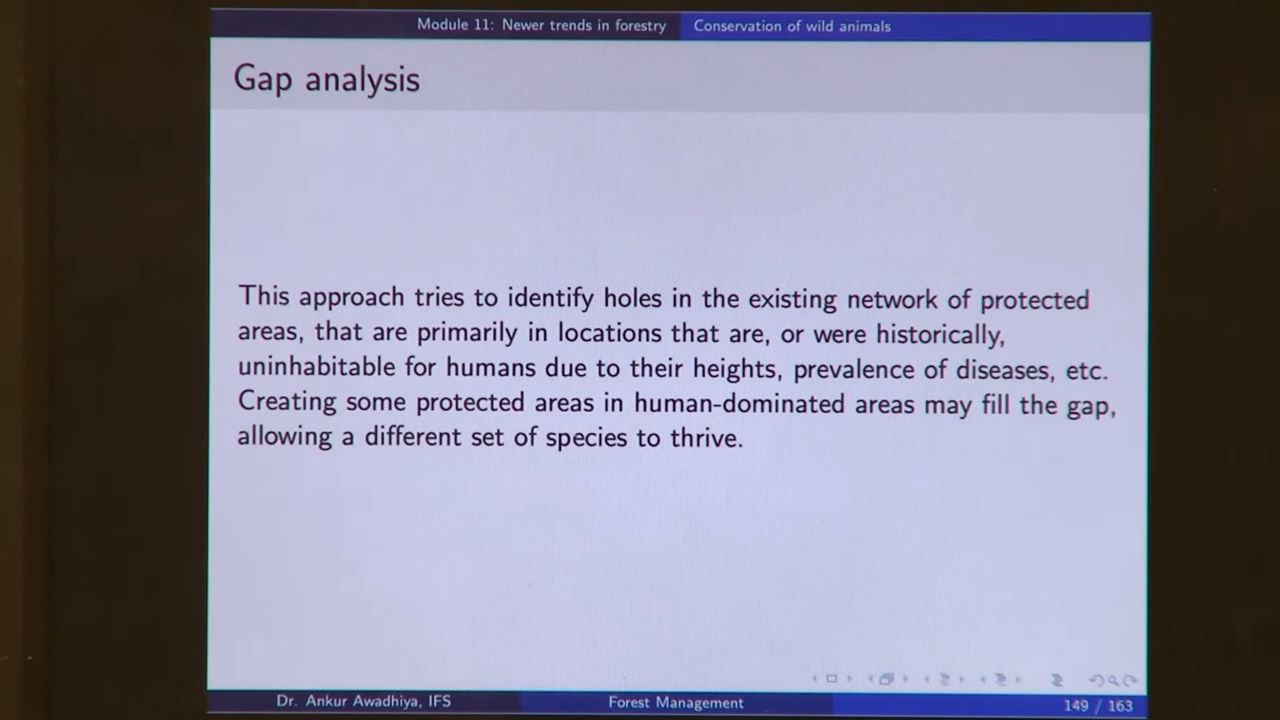 Module 11: Newer trends in forestry Conservation of wild animals
Gap analysis
This approach tries to identify holes in the existing network of protected
areas, that are primarily in locations that are, or were historically,
uninhabitable for humans due to their heights, prevalence of diseases, etc.
Creating some protected areas in human-dominated areas may fill the gap,
allowing a different set of species to thrive.
Dr. Ankur Awadhiya, IFS Forest Management 149 / 163